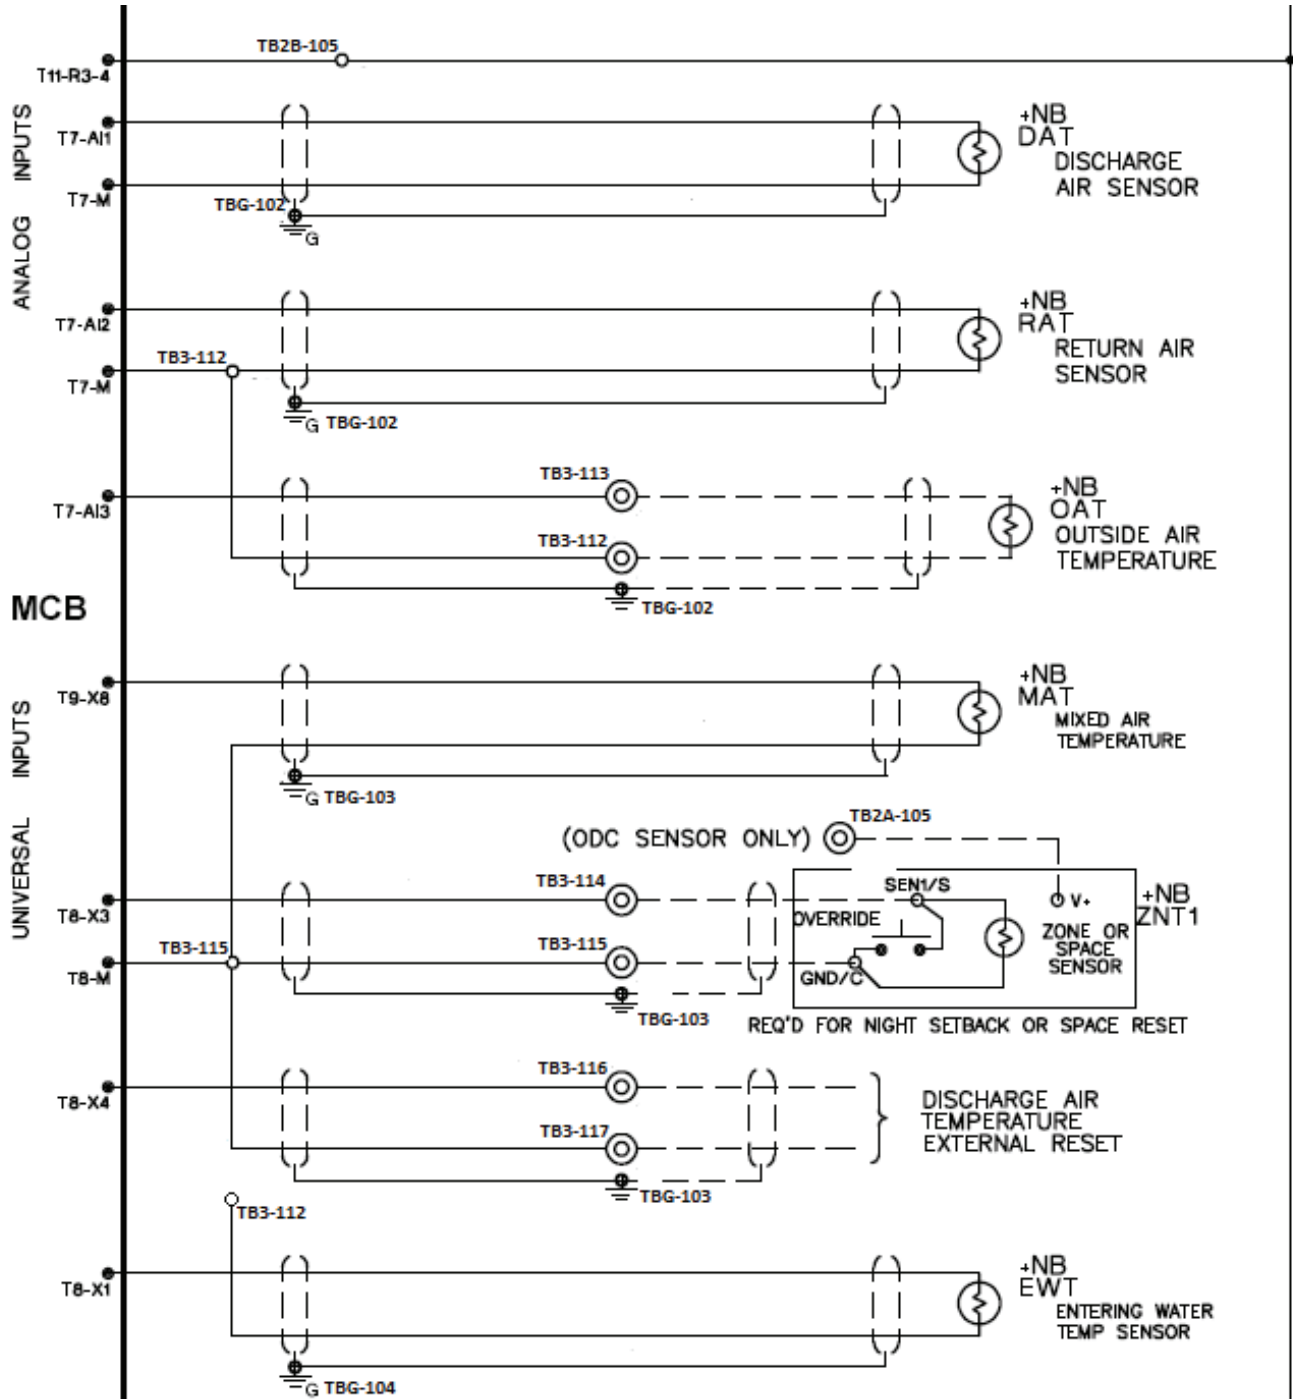 TB2B-105
T11-R3-4
ANALOG INPUTS
T7-AI1
T7-M
TBG-102
G
+NB
DAT
DISCHARGE
AIR SENSOR
T7-AI2
TB3-112
T7-M
G TBG-102
+NB
RAT
RETURN AIR
SENSOR
T7-AI3
TB3-113
TB3-112
TBG-102
+NB
OAT
OUTSIDE AIR
TEMPERATURE
MCB
UNIVERSAL INPUTS
T9-X8
G TBG-103
+NB
MAT
MIXED AIR
TEMPERATURE
(ODC SENSOR ONLY)
TB2A-105
T8-X3
TB3-114
SEN1/S
OVERRIDE
V+
+NB
ZNT1
ZONE OR
SPACE
SENSOR
TB3-115
T8-M
TB3-115
GND/C
TBG-103
REQ'D FOR NIGHT SETBACK OR SPACE RESET
T8-X4
TB3-116
TB3-117
TBG-103
DISCHARGE AIR
TEMPERATURE
EXTERNAL RESET
TB3-112
T8-X1
G TBG-104
+NB
EWT
ENTERING WATER
TEMP SENSOR